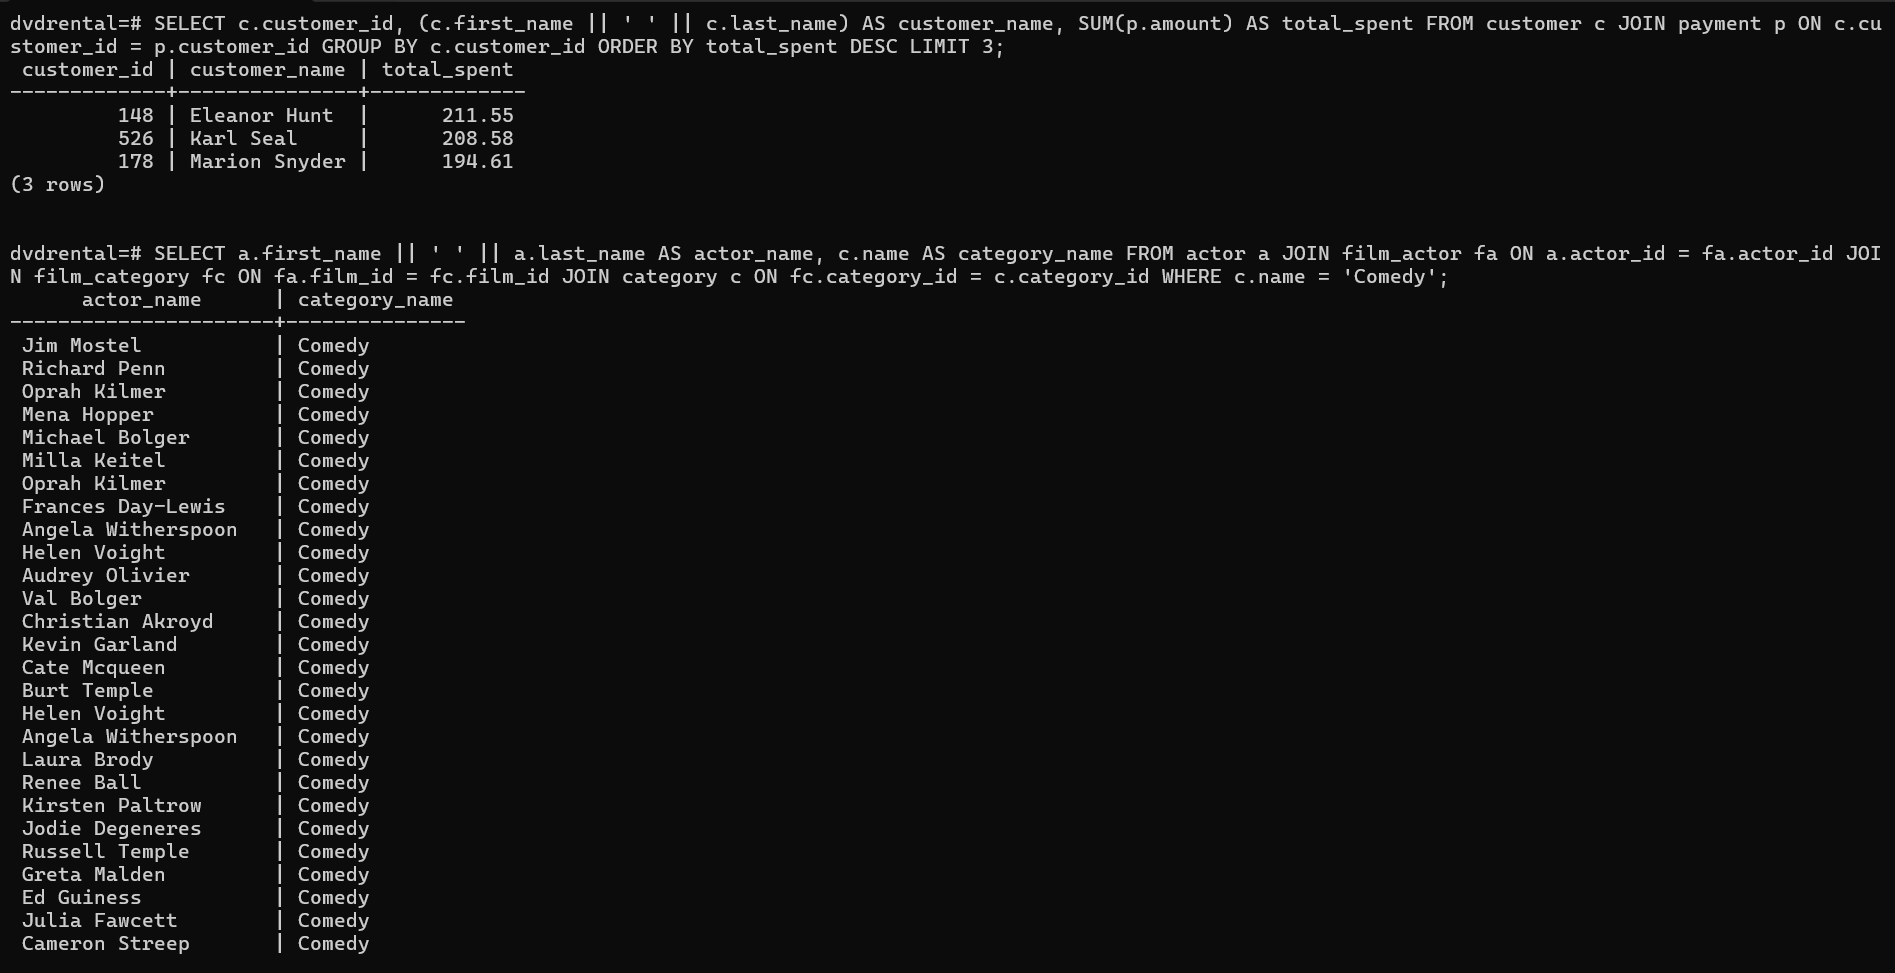 dvdrental=# SELECT c.customer_id, (c.first_name || ' ' || c.last_name) AS customer_name, SUM(p.amount) AS total_spent FROM customer c JOIN payment p ON c.cu
stomer_id = p.customer_id GROUP BY c.customer_id ORDER BY total_spent DESC LIMIT 3;
 customer_id | customer_name | total_spent
-------------+---------------+-------------
         148 | Eleanor Hunt  |      211.55
         526 | Karl Seal     |      208.58
         178 | Marion Snyder |      194.61
(3 rows)
dvdrental=# SELECT a.first_name || ' ' || a.last_name AS actor_name, c.name AS category_name FROM actor a JOIN film_actor fa ON a.actor_id = fa.actor_id JOI
N film_category fc ON fa.film_id = fc.film_id JOIN category c ON fc.category_id = c.category_id WHERE c.name = 'Comedy';
      actor_name      | category_name
----------------------+---------------
 Jim Mostel           | Comedy
 Richard Penn         | Comedy
 Oprah Kilmer         | Comedy
 Mena Hopper          | Comedy
 Michael Bolger       | Comedy
 Milla Keitel         | Comedy
 Oprah Kilmer         | Comedy
 Frances Day-Lewis    | Comedy
 Angela Witherspoon   | Comedy
 Helen Voight         | Comedy
 Audrey Olivier       | Comedy
 Val Bolger           | Comedy
 Christian Akroyd     | Comedy
 Kevin Garland        | Comedy
 Cate Mcqueen         | Comedy
 Burt Temple          | Comedy
 Helen Voight         | Comedy
 Angela Witherspoon   | Comedy
 Laura Brody          | Comedy
 Renee Ball           | Comedy
 Kirsten Paltrow      | Comedy
 Jodie Degeneres      | Comedy
 Russell Temple       | Comedy
 Greta Malden         | Comedy
 Ed Guiness           | Comedy
 Julia Fawcett        | Comedy
 Cameron Streep       | Comedy